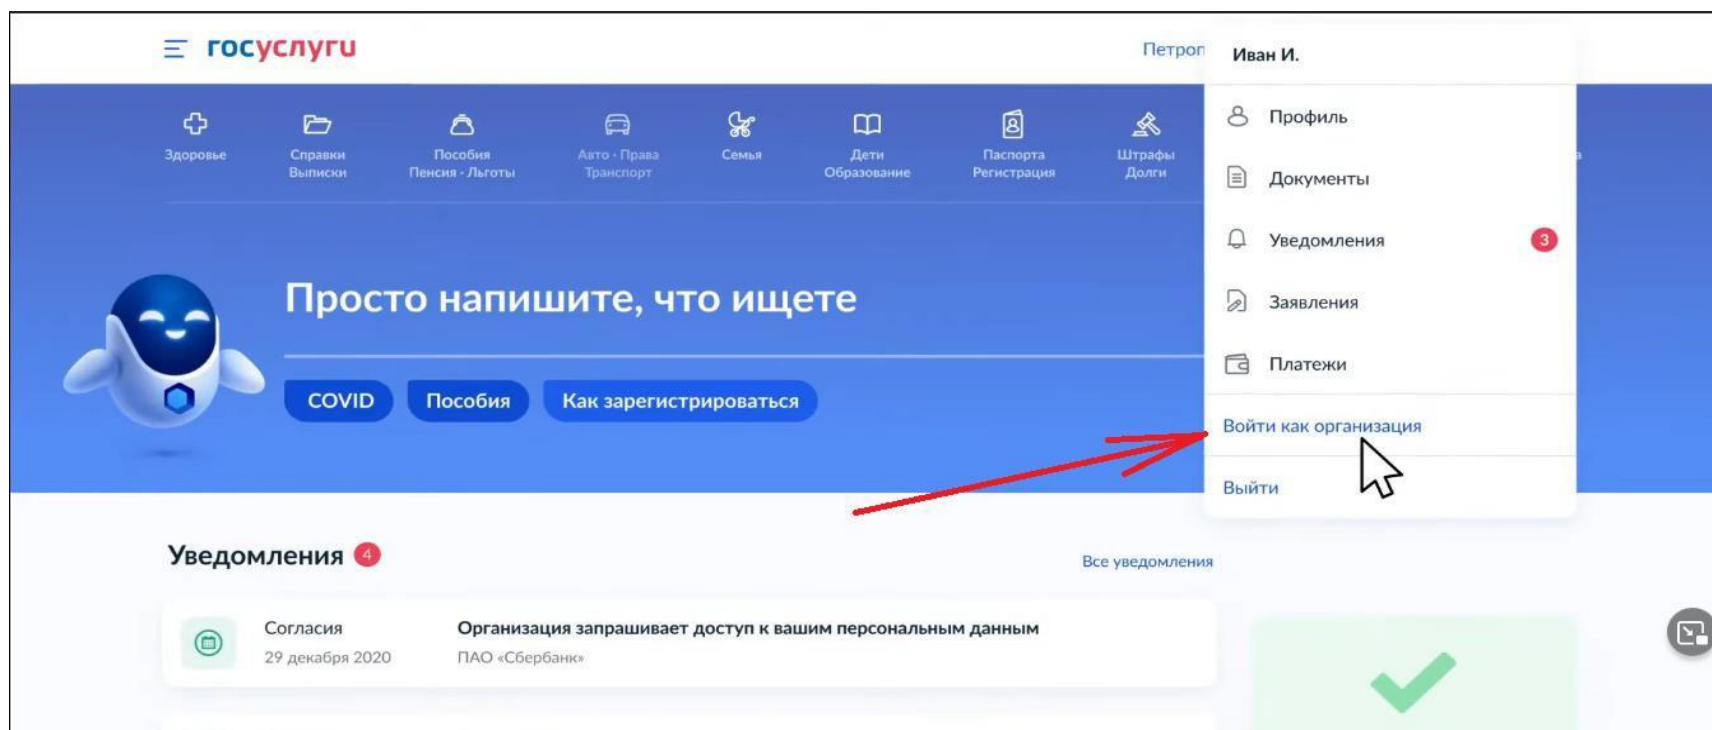 госуслуги
Петроп
Иван И.
Здоровье
Справки
Выписки
Пособия
Пенсия · Льготы
Авто · Права
Транспорт
Семья
Дети
Образование
Паспорта
Регистрация
Штрафы
Долги
а
Профиль
Документы
Уведомления 3
Заявления
Платежи
Войти как организация
Выйти
Просто напишите, что ищете
COVID
Пособия
Как зарегистрироваться
Уведомления 4
Все уведомления
Согласия
29 декабря 2020
Организация запрашивает доступ к вашим персональным данным
ПАО «Сбербанк»